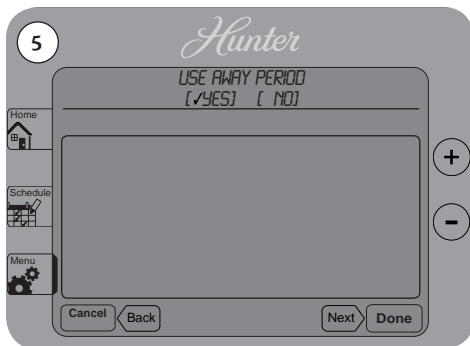 5
Hunter
USE AWAY PERIOD
[✓YES] [ NO]
Home
+
Schedule
-
Menu
Cancel Back Next Done